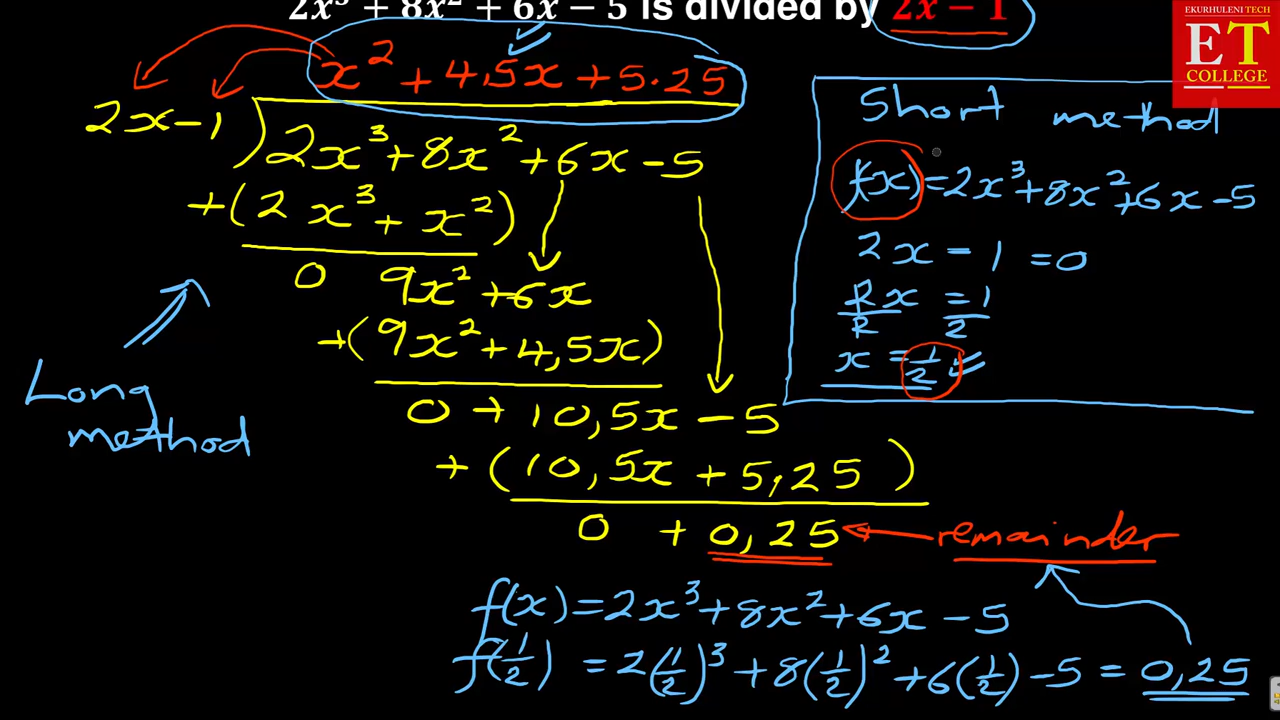 2x³ + 8x² + 6x − 5 is divided by 2x − 1
EKURHULENI TECH
ET
COLLEGE
x² + 4,5x + 5.25
2x-1 2x³ + 8x² + 6x - 5
+(2x³ + x²)
0 9x² + 6x
+(9x² + 4,5x)
0 + 10,5x - 5
+(10,5x + 5,25)
0 + 0,25 ← remainder
Long
method
Short method
f(x) = 2x³ + 8x² + 6x - 5
2x - 1 = 0
2x = 1
2 2
x = 1/2
f(x) = 2x³ + 8x² + 6x - 5
f(1/2) = 2(1/2)³ + 8(1/2)² + 6(1/2) - 5 = 0,25